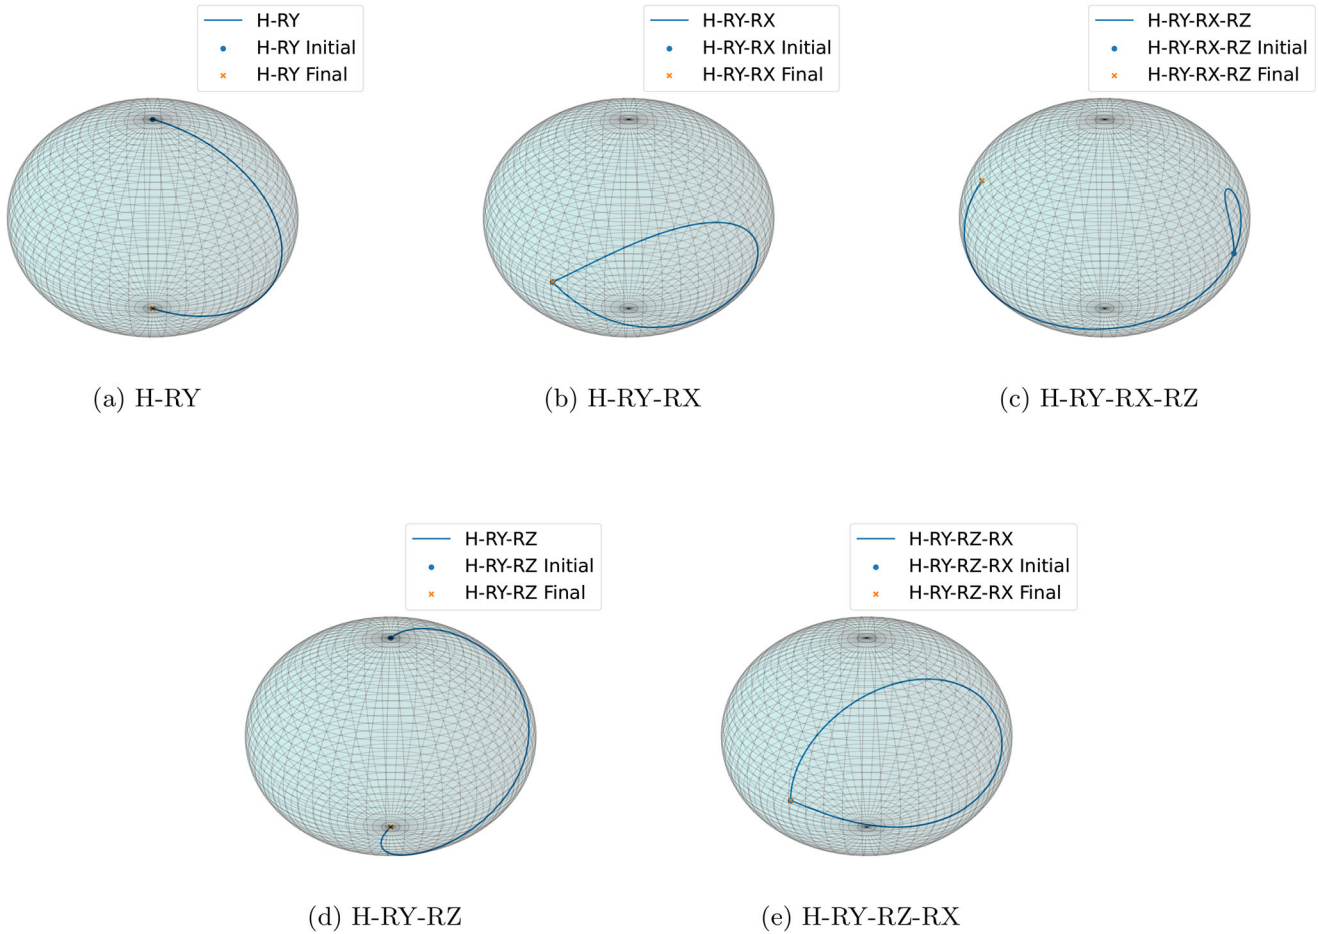 H-RY
H-RY Initial
H-RY Final
(a) H-RY
H-RY-RX
H-RY-RX Initial
H-RY-RX Final
(b) H-RY-RX
H-RY-RX-RZ
H-RY-RX-RZ Initial
H-RY-RX-RZ Final
(c) H-RY-RX-RZ
H-RY-RZ
H-RY-RZ Initial
H-RY-RZ Final
(d) H-RY-RZ
H-RY-RZ-RX
H-RY-RZ-RX Initial
H-RY-RZ-RX Final
(e) H-RY-RZ-RX